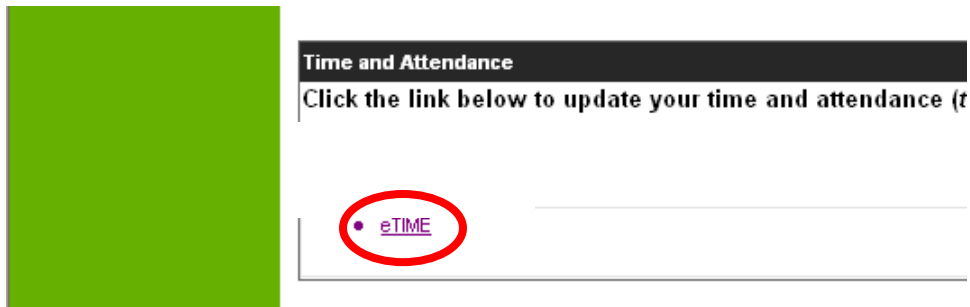 Time and Attendance
Click the link below to update your time and attendance (t
• eTIME